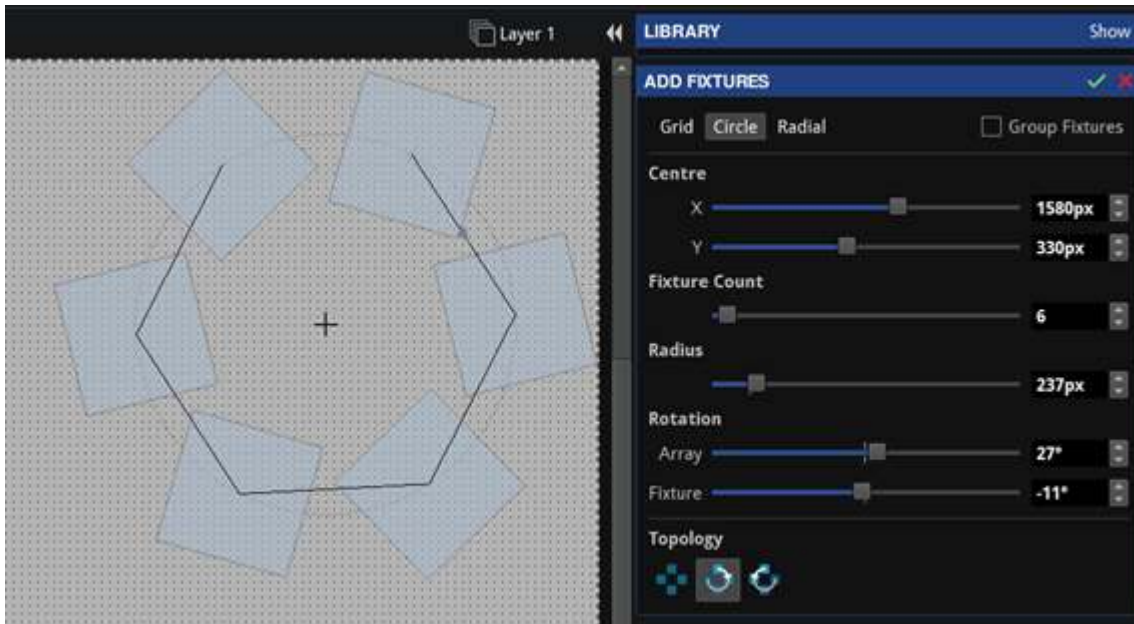 Layer 1
LIBRARY Show
ADD FIXTURES
Grid Circle Radial Group Fixtures
Centre
X 1580px
Y 330px
Fixture Count
6
Radius
237px
Rotation
Array 27°
Fixture -11°
Topology